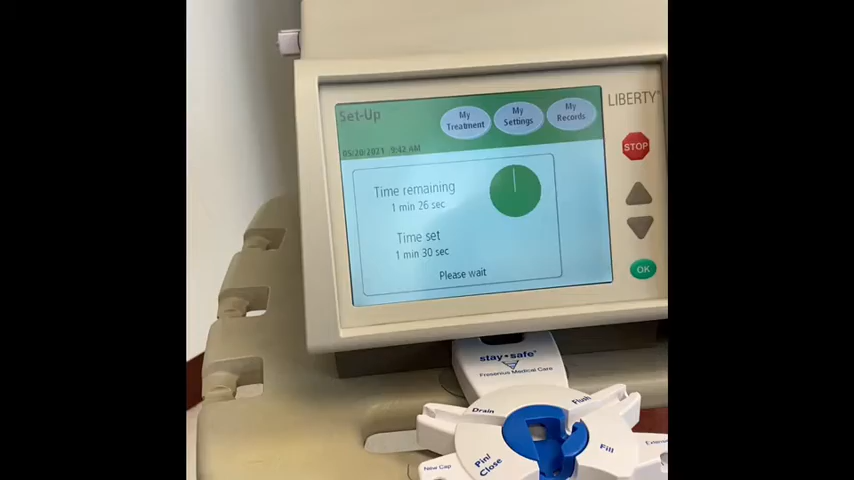 Set-Up
My
Treatment
My
Settings
My
Records
LIBERTY
05/20/2021 9:42 AM
STOP
Time remaining
1 min 26 sec
Time set
1 min 30 sec
OK
Please wait
stay•safe®
Fresenius Medical Care
Drain
Flush
Fill
Pin/
Close
New Cap